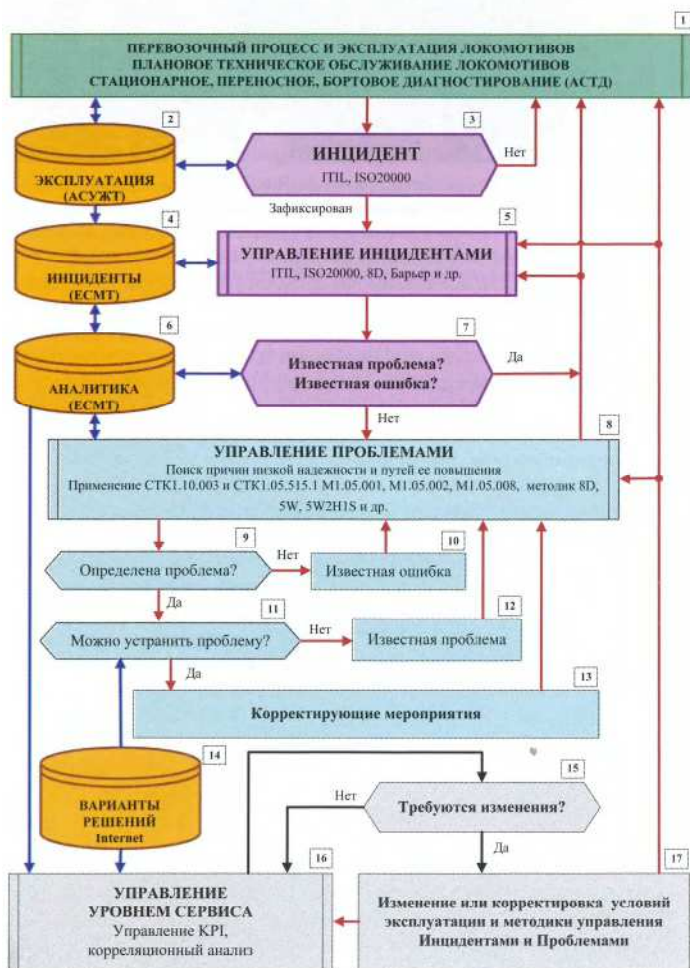 1
ПЕРЕВОЗОЧНЫЙ ПРОЦЕСС И ЭКСПЛУАТАЦИЯ ЛОКОМОТИВОВ
ПЛАНОВОЕ ТЕХНИЧЕСКОЕ ОБСЛУЖИВАНИЕ ЛОКОМОТИВОВ
СТАЦИОНАРНОЕ, ПЕРЕНОСНОЕ, БОРТОВОЕ ДИАГНОСТИРОВАНИЕ (АСТД)
2
ЭКСПЛУАТАЦИЯ
(АСУЖТ)
3
ИНЦИДЕНТ
ITIL, ISO20000
Нет
Зафиксирован
4
ИНЦИДЕНТЫ
(ЕСМТ)
5
УПРАВЛЕНИЕ ИНЦИДЕНТАМИ
ITIL, ISO20000, 8D, Барьер и др.
6
АНАЛИТИКА
(ЕСМТ)
7
Известная проблема?
Известная ошибка?
Да
Нет
8
УПРАВЛЕНИЕ ПРОБЛЕМАМИ
Поиск причин низкой надежности и путей ее повышения
Применение СТК1.10.003 и СТК1.05.515.1 М1.05.001, М1.05.002, М1.05.008, методик 8D,
5W, 5W2H1S и др.
9
Определена проблема?
Нет
10
Известная ошибка
Да
11
Можно устранить проблему?
Нет
12
Известная проблема
Да
13
Корректирующие мероприятия
14
ВАРИАНТЫ
РЕШЕНИЙ
Internet
15
Требуются изменения?
Нет
Да
16
УПРАВЛЕНИЕ
УРОВНЕМ СЕРВИСА
Управление KPI,
корреляционный анализ
17
Изменение или корректировка условий
эксплуатации и методики управления
Инцидентами и Проблемами